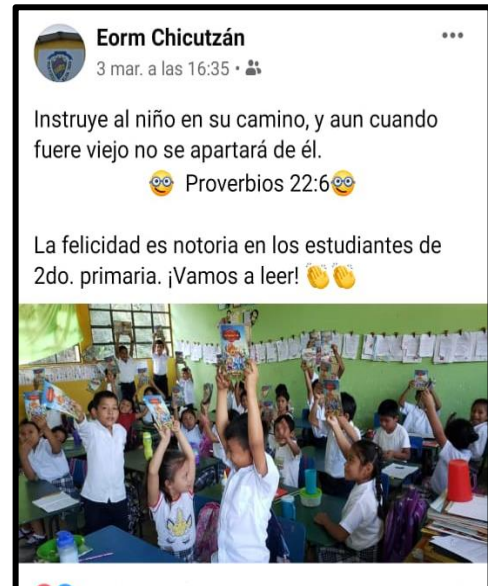 Eorm Chicutzán
3 mar. a las 16:35 •
Instruye al niño en su camino, y aun cuando
fuere viejo no se apartará de él.
🤓 Proverbios 22:6🤓
La felicidad es notoria en los estudiantes de
2do. primaria. ¡Vamos a leer! 👏👏